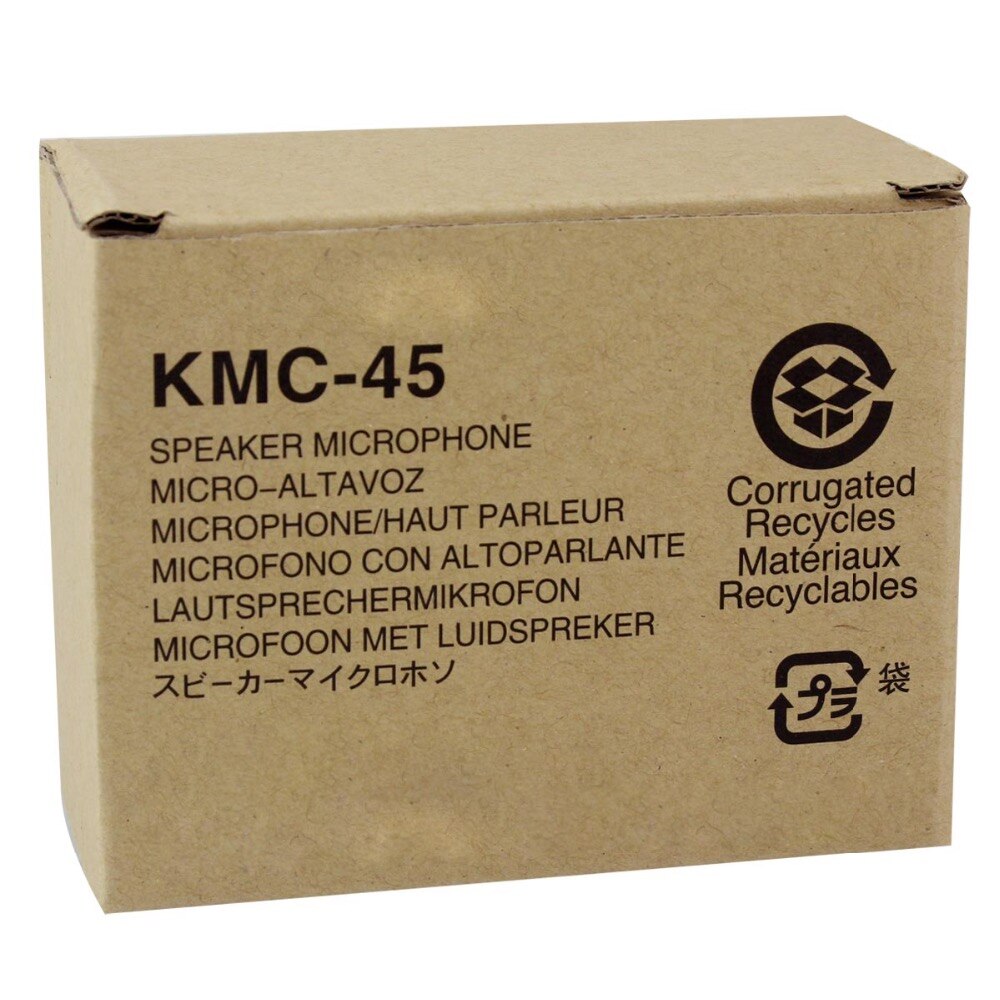 KMC-45
SPEAKER MICROPHONE
MICRO-ALTAVOZ
MICROPHONE/HAUT PARLEUR
MICROFONO CON ALTOPARLANTE
LAUTSPRECHERMIKROFON
MICROFOON MET LUIDSPREKER
スピーカーマイクロホソ
Corrugated
Recycles
Matériaux
Recyclables
プラ 袋